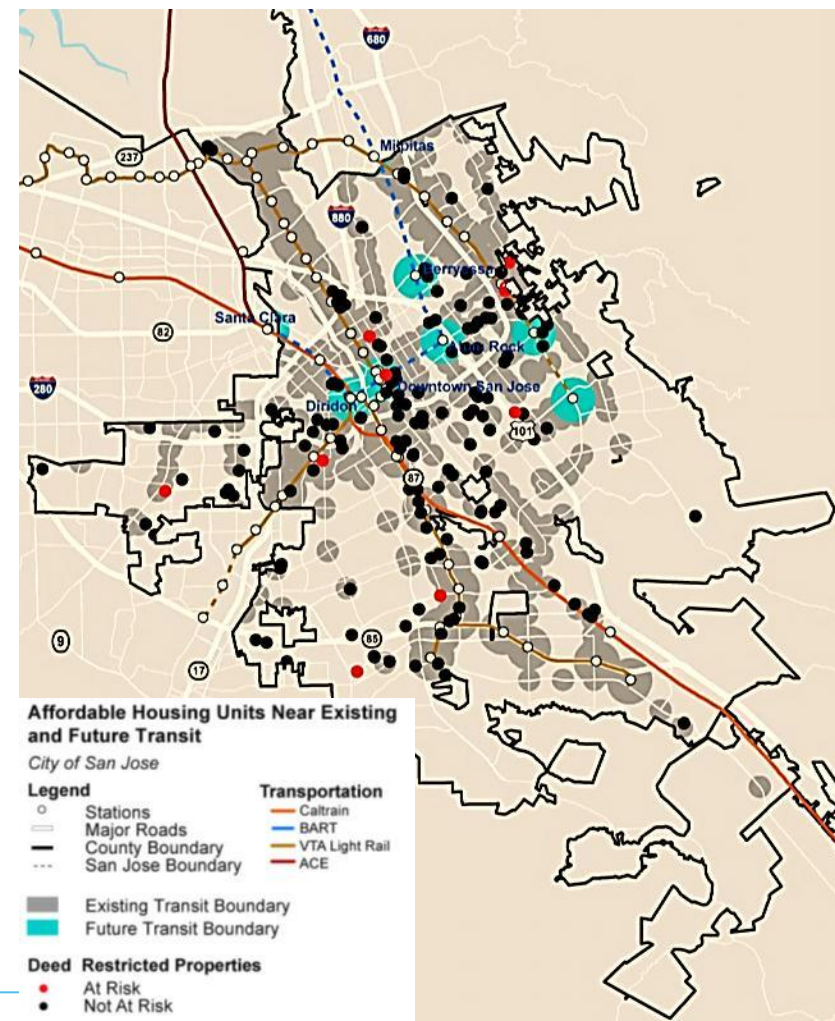 680
Milpitas
237
880
Berryessa
Santa Clara
82
Alum Rock
280
Downtown San Jose
Diridon
101
87
9
85
17
Affordable Housing Units Near Existing
and Future Transit
City of San Jose
Legend
Stations
Major Roads
County Boundary
San Jose Boundary
Transportation
Caltrain
BART
VTA Light Rail
ACE
Existing Transit Boundary
Future Transit Boundary
Deed Restricted Properties
At Risk
Not At Risk